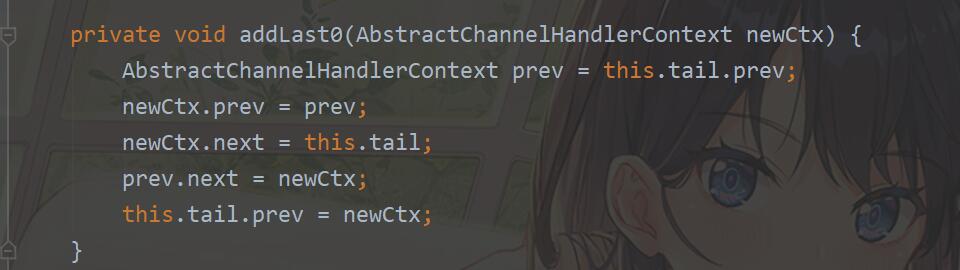 private void addLast0(AbstractChannelHandlerContext newCtx) {
    AbstractChannelHandlerContext prev = this.tail.prev;
    newCtx.prev = prev;
    newCtx.next = this.tail;
    prev.next = newCtx;
    this.tail.prev = newCtx;
}